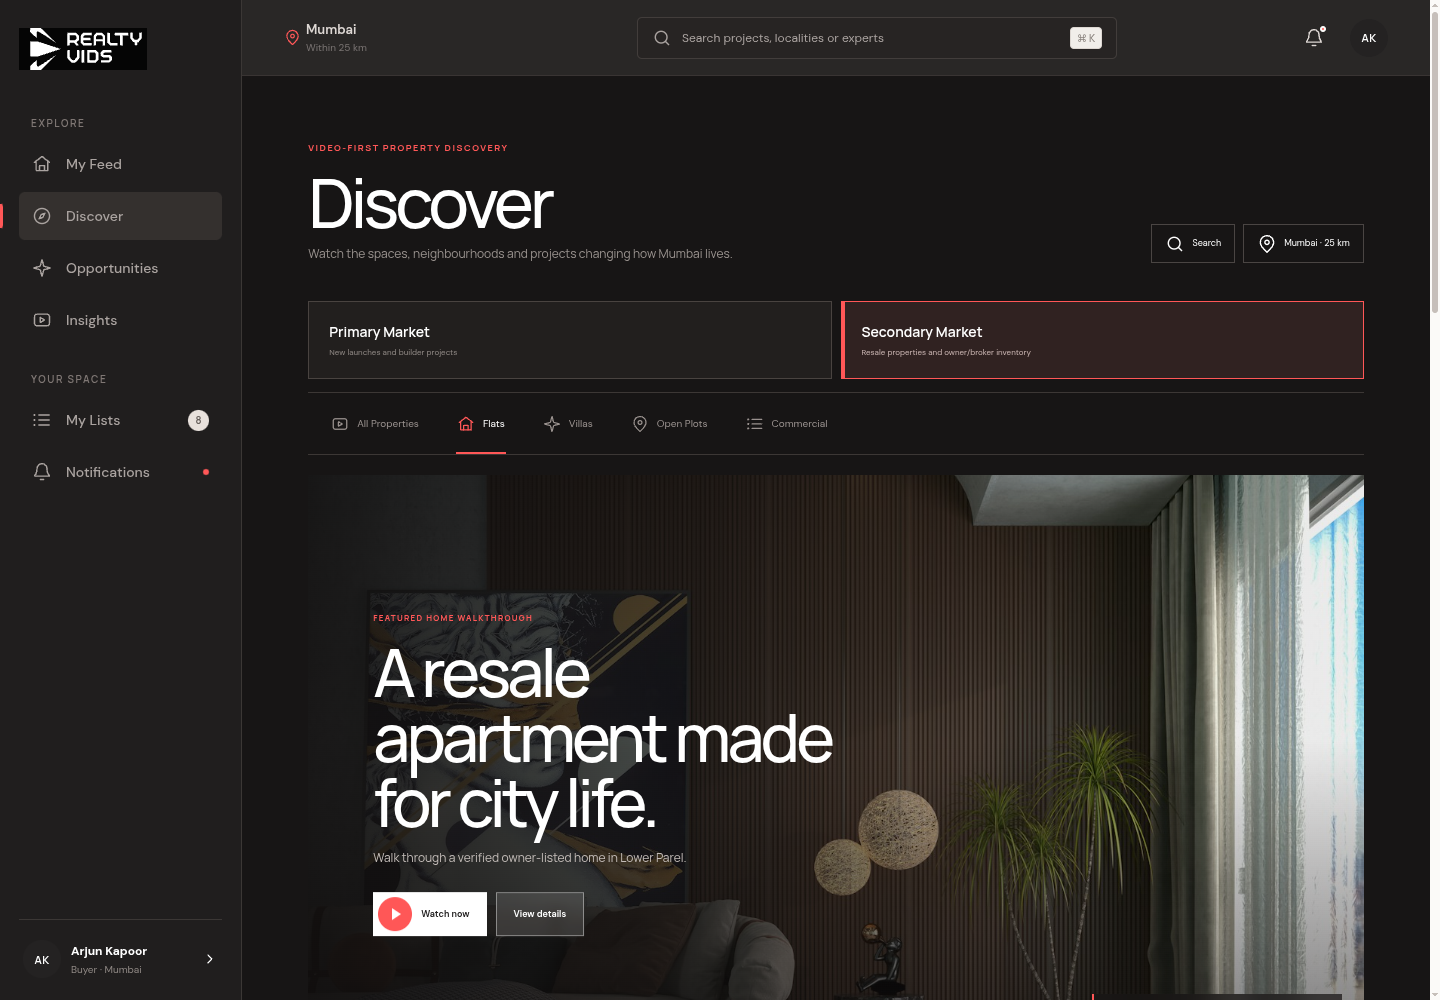 REALTY
VIDS
EXPLORE
My Feed
Discover
Opportunities
Insights
YOUR SPACE
My Lists
8
Notifications
AK
Arjun Kapoor
Buyer · Mumbai
Mumbai
Within 25 km
Search projects, localities or experts
⌘ K
AK
VIDEO-FIRST PROPERTY DISCOVERY
Discover
Watch the spaces, neighbourhoods and projects changing how Mumbai lives.
Search
Mumbai · 25 km
Primary Market
New launches and builder projects
Secondary Market
Resale properties and owner/broker inventory
All Properties
Flats
Villas
Open Plots
Commercial
FEATURED HOME WALKTHROUGH
A resale
apartment made
for city life.
Walk through a verified owner-listed home in Lower Parel.
Watch now
View details